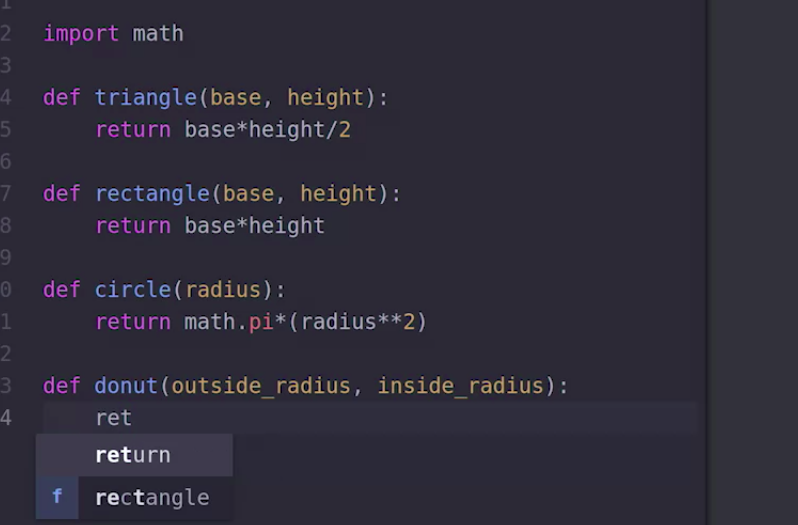 1
2 import math
3
4 def triangle(base, height):
5     return base*height/2
6
7 def rectangle(base, height):
8     return base*height
9
0 def circle(radius):
1     return math.pi*(radius**2)
2
3 def donut(outside_radius, inside_radius):
4     ret
return
f rectangle